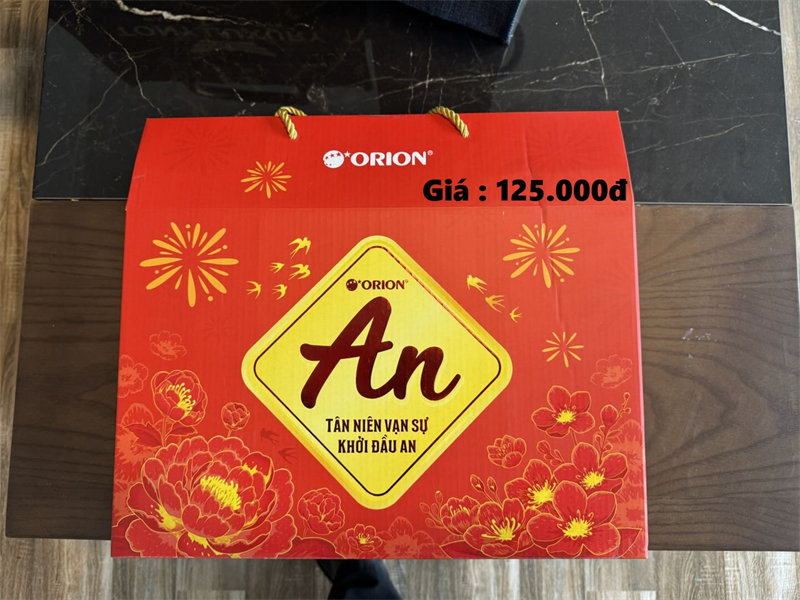 ORION
Giá : 125.000đ
ORION
An
TÂN NIÊN VẠN SỰ
KHỞI ĐẦU AN